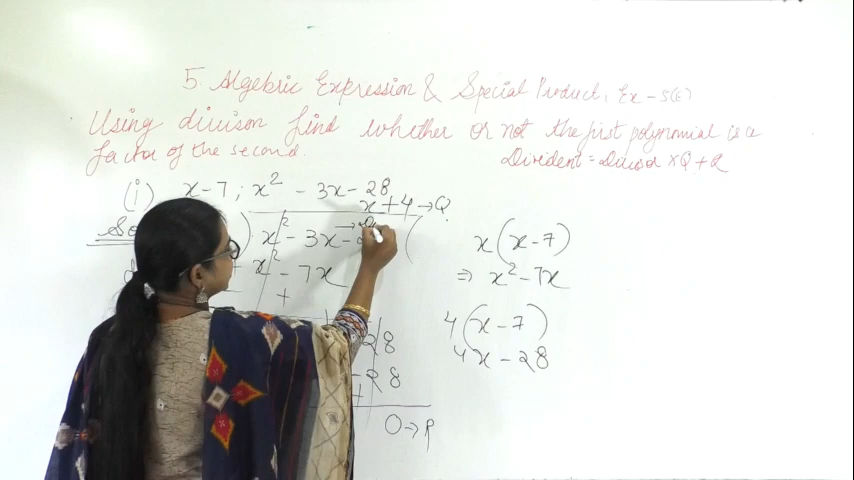 5. Algebric Expression & Special Product, Ex-5(E)
Using divison find whether or not the first polynomial is a
factor of the second.
Divident = Divisor × Q + R
(i) x-7; x² - 3x - 28
x + 4 → Q
) x² - 3x - (
x² - 7x
+
28
- 28
+
0 → R
x(x-7)
⇒ x² - 7x
4(x-7)
4x - 28